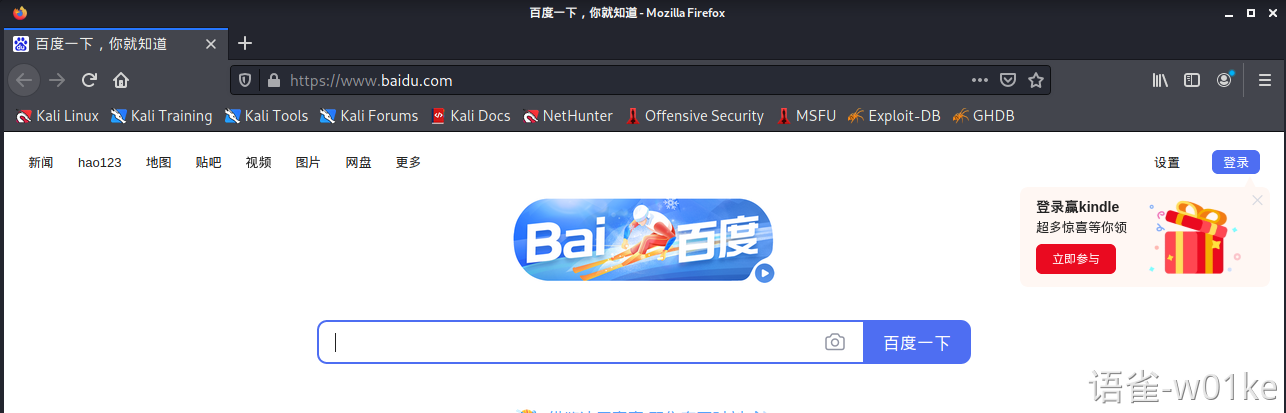 百度一下，你就知道 - Mozilla Firefox
百度一下，你就知道
https://www.baidu.com
Kali Linux Kali Training Kali Tools Kali Forums Kali Docs NetHunter Offensive Security MSFU Exploit-DB GHDB
新闻 hao123 地图 贴吧 视频 图片 网盘 更多 设置 登录
登录赢kindle
超多惊喜等你领
立即参与
Bai 百度
百度一下
语雀-w01ke